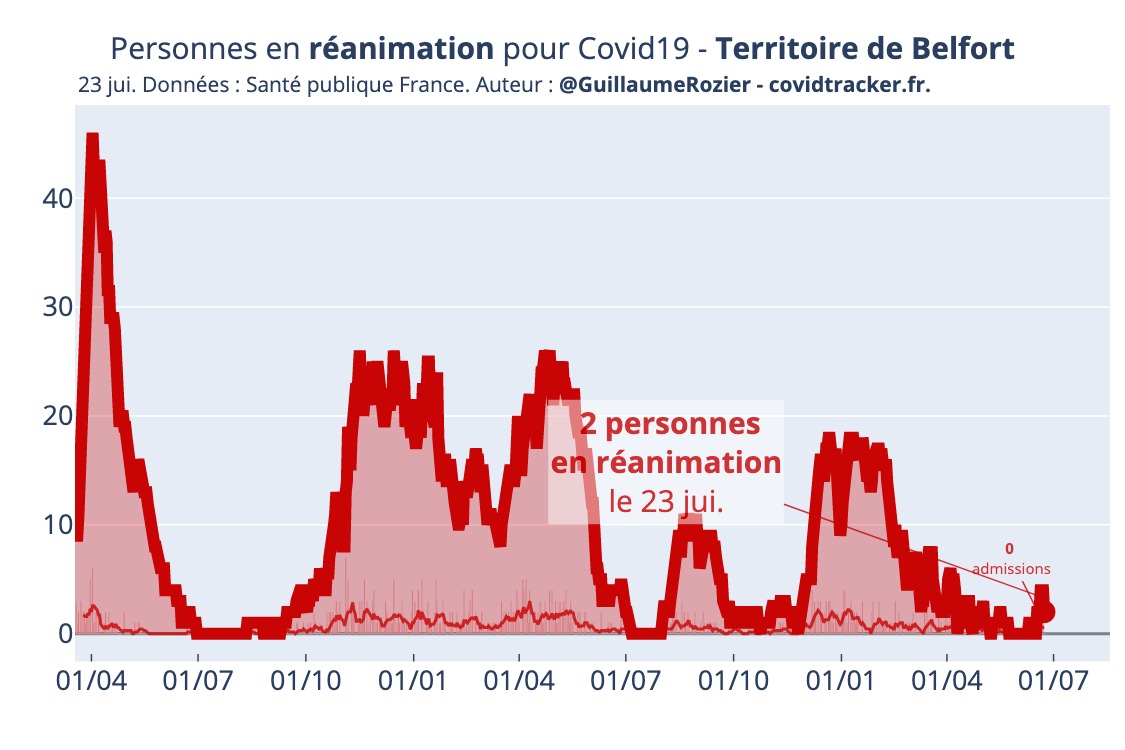 Personnes en réanimation pour Covid19 - Territoire de Belfort
23 jui. Données : Santé publique France. Auteur : @GuillaumeRozier - covidtracker.fr.
40
30
20
10
0
2 personnes
en réanimation
le 23 jui.
0
admissions
01/04 01/07 01/10 01/01 01/04 01/07 01/10 01/01 01/04 01/07